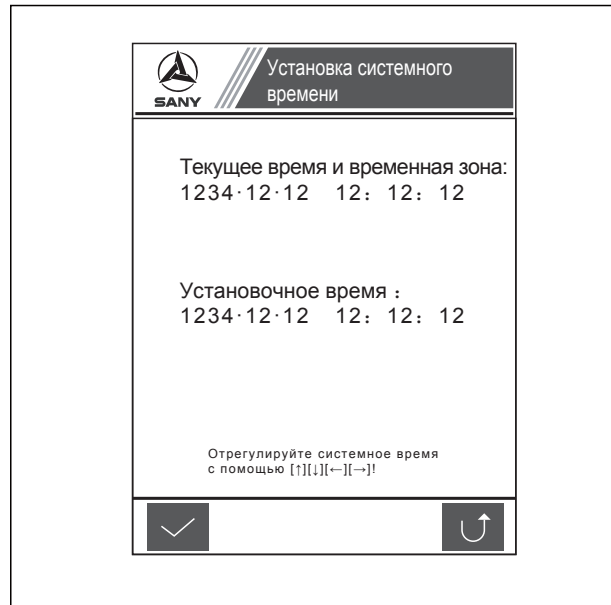 SANY
Установка системного
времени
Текущее время и временная зона:
1234·12·12 12: 12: 12
Установочное время :
1234·12·12 12: 12: 12
Отрегулируйте системное время
с помощью [↑][↓][←][→]!